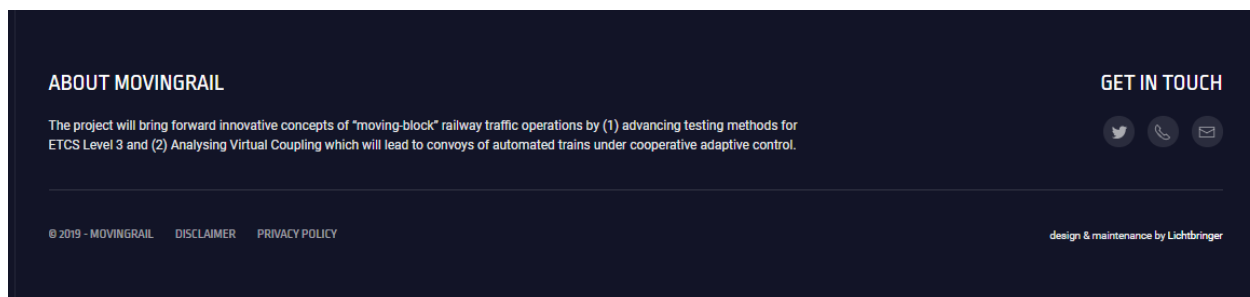 ABOUT MOVINGRAIL
The project will bring forward innovative concepts of “moving-block” railway traffic operations by (1) advancing testing methods for
ETCS Level 3 and (2) Analysing Virtual Coupling which will lead to convoys of automated trains under cooperative adaptive control.
GET IN TOUCH
© 2019 - MOVINGRAIL DISCLAIMER PRIVACY POLICY
design & maintenance by Lichtbringer